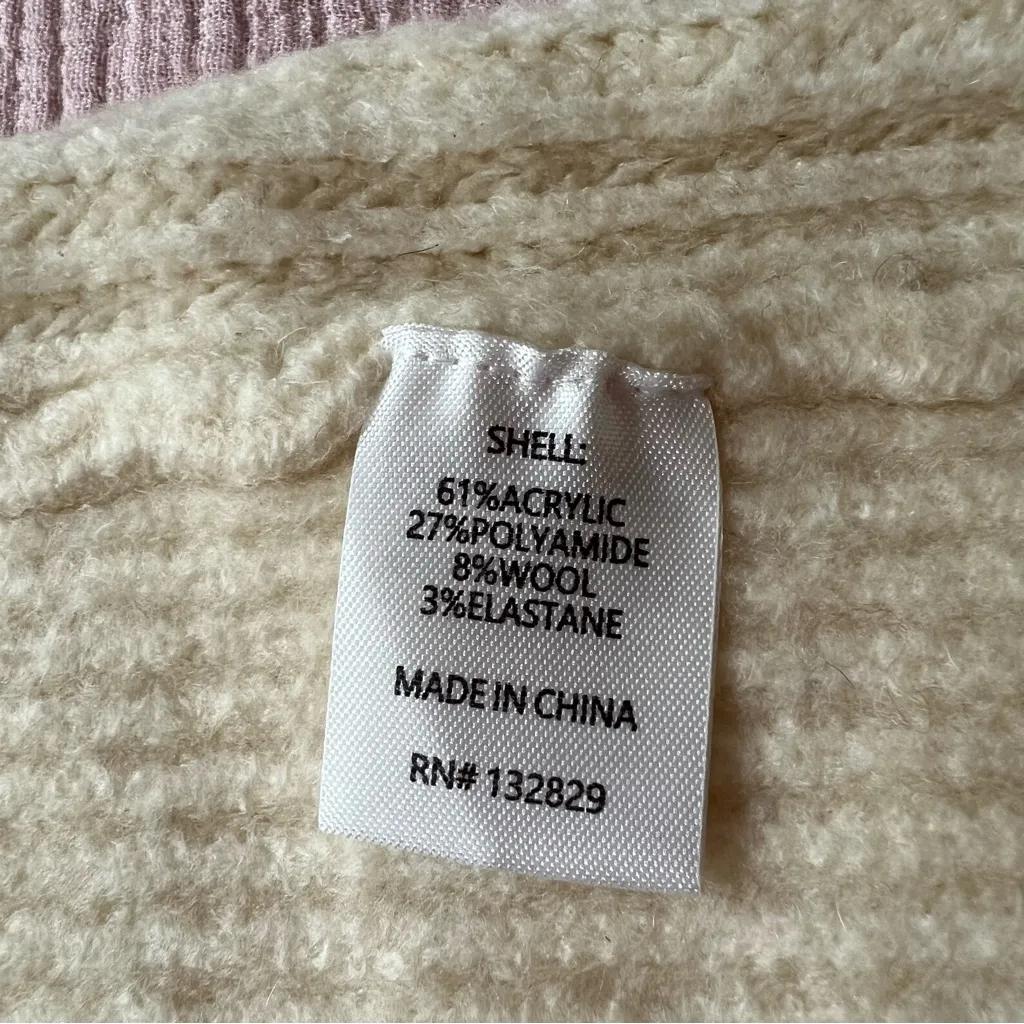 SHELL:
61%ACRYLIC
27%POLYAMIDE
8%WOOL
3%ELASTANE
MADE IN CHINA
RN# 132829